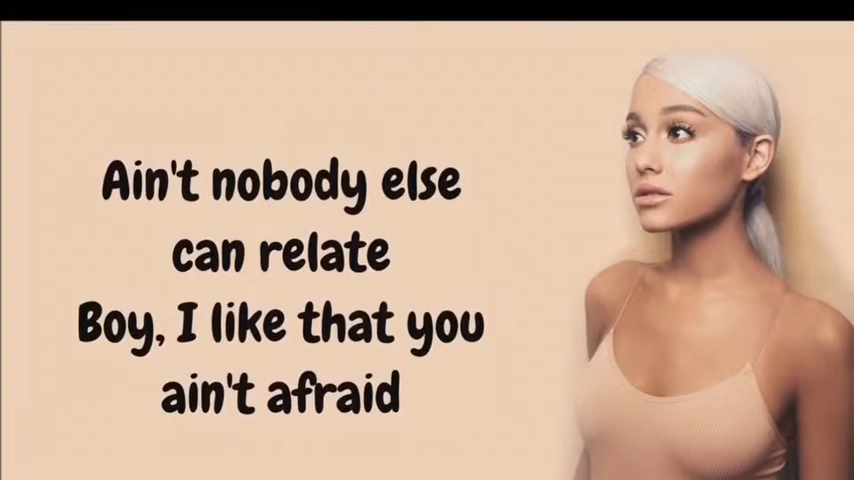 Ain't nobody else
can relate
Boy, I like that you
ain't afraid